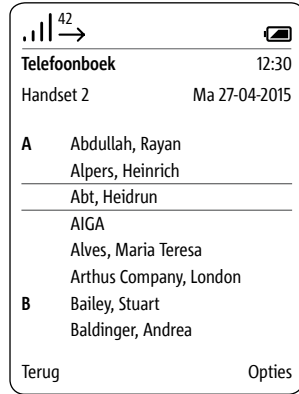 42
Telefoonboek 12:30
Handset 2 Ma 27-04-2015
A Abdullah, Rayan
Alpers, Heinrich
Abt, Heidrun
AIGA
Alves, Maria Teresa
Arthus Company, London
B Bailey, Stuart
Baldinger, Andrea
Terug Opties